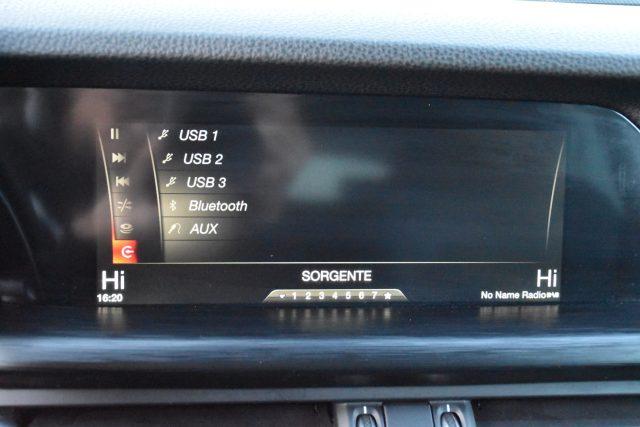 USB 1
USB 2
USB 3
Bluetooth
AUX
Hi
SORGENTE
Hi
16:20
1 2 3 4 5 6 7
No Name Radio